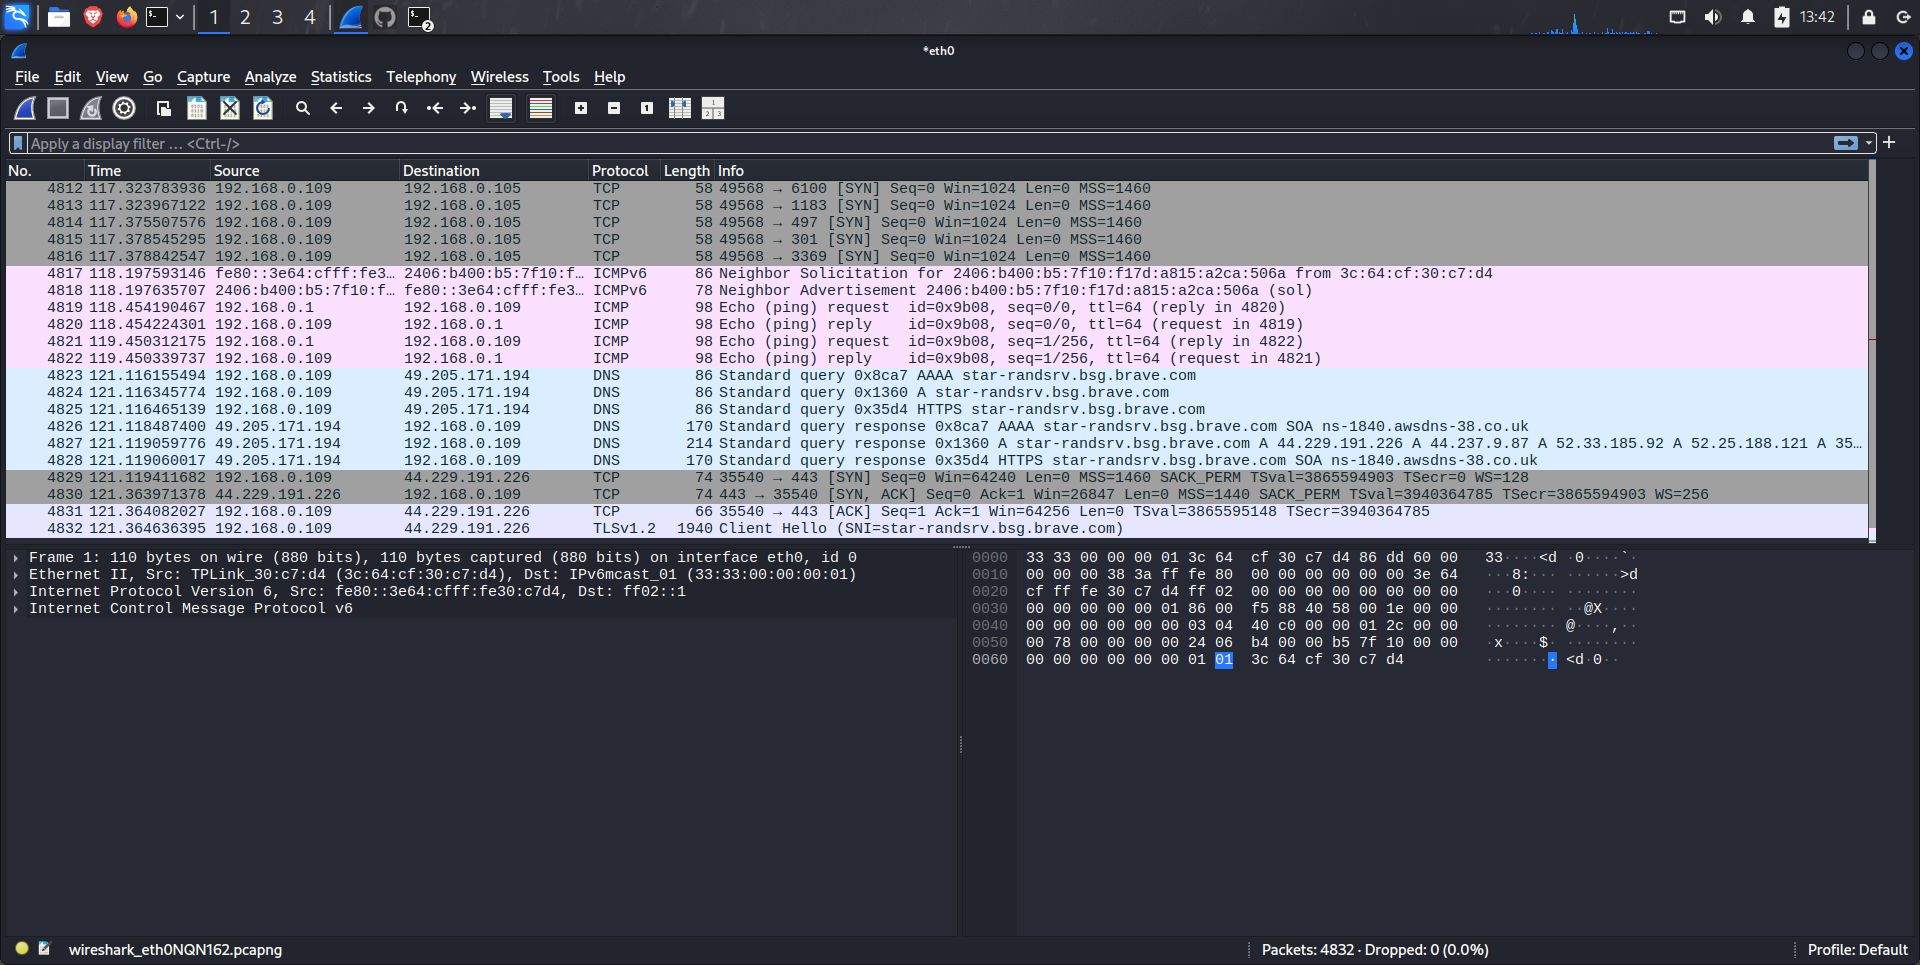 1 2 3 4 2 13:42
*eth0
File Edit View Go Capture Analyze Statistics Telephony Wireless Tools Help
Apply a display filter … <Ctrl-/>
No. Time Source Destination Protocol Length Info
4812 117.323783936 192.168.0.109 192.168.0.105 TCP 58 49568 → 6100 [SYN] Seq=0 Win=1024 Len=0 MSS=1460
4813 117.323967122 192.168.0.109 192.168.0.105 TCP 58 49568 → 1183 [SYN] Seq=0 Win=1024 Len=0 MSS=1460
4814 117.375507576 192.168.0.109 192.168.0.105 TCP 58 49568 → 497 [SYN] Seq=0 Win=1024 Len=0 MSS=1460
4815 117.378545295 192.168.0.109 192.168.0.105 TCP 58 49568 → 301 [SYN] Seq=0 Win=1024 Len=0 MSS=1460
4816 117.378842547 192.168.0.109 192.168.0.105 TCP 58 49568 → 3369 [SYN] Seq=0 Win=1024 Len=0 MSS=1460
4817 118.197593146 fe80::3e64:cfff:fe3… 2406:b400:b5:7f10:f… ICMPv6 86 Neighbor Solicitation for 2406:b400:b5:7f10:f17d:a815:a2ca:506a from 3c:64:cf:30:c7:d4
4818 118.197635707 2406:b400:b5:7f10:f… fe80::3e64:cfff:fe3… ICMPv6 78 Neighbor Advertisement 2406:b400:b5:7f10:f17d:a815:a2ca:506a (sol)
4819 118.454190467 192.168.0.1 192.168.0.109 ICMP 98 Echo (ping) request id=0x9b08, seq=0/0, ttl=64 (reply in 4820)
4820 118.454224301 192.168.0.109 192.168.0.1 ICMP 98 Echo (ping) reply id=0x9b08, seq=0/0, ttl=64 (request in 4819)
4821 119.450312175 192.168.0.1 192.168.0.109 ICMP 98 Echo (ping) request id=0x9b08, seq=1/256, ttl=64 (reply in 4822)
4822 119.450339737 192.168.0.109 192.168.0.1 ICMP 98 Echo (ping) reply id=0x9b08, seq=1/256, ttl=64 (request in 4821)
4823 121.116155494 192.168.0.109 49.205.171.194 DNS 86 Standard query 0x8ca7 AAAA star-randsrv.bsg.brave.com
4824 121.116345774 192.168.0.109 49.205.171.194 DNS 86 Standard query 0x1360 A star-randsrv.bsg.brave.com
4825 121.116465139 192.168.0.109 49.205.171.194 DNS 86 Standard query 0x35d4 HTTPS star-randsrv.bsg.brave.com
4826 121.118487400 49.205.171.194 192.168.0.109 DNS 170 Standard query response 0x8ca7 AAAA star-randsrv.bsg.brave.com SOA ns-1840.awsdns-38.co.uk
4827 121.119059776 49.205.171.194 192.168.0.109 DNS 214 Standard query response 0x1360 A star-randsrv.bsg.brave.com A 44.229.191.226 A 44.237.9.87 A 52.33.185.92 A 52.25.188.121 A 35…
4828 121.119060017 49.205.171.194 192.168.0.109 DNS 170 Standard query response 0x35d4 HTTPS star-randsrv.bsg.brave.com SOA ns-1840.awsdns-38.co.uk
4829 121.119411682 192.168.0.109 44.229.191.226 TCP 74 35540 → 443 [SYN] Seq=0 Win=64240 Len=0 MSS=1460 SACK_PERM TSval=3865594903 TSecr=0 WS=128
4830 121.363971378 44.229.191.226 192.168.0.109 TCP 74 443 → 35540 [SYN, ACK] Seq=0 Ack=1 Win=26847 Len=0 MSS=1440 SACK_PERM TSval=3940364785 TSecr=3865594903 WS=256
4831 121.364082027 192.168.0.109 44.229.191.226 TCP 66 35540 → 443 [ACK] Seq=1 Ack=1 Win=64256 Len=0 TSval=3865595148 TSecr=3940364785
4832 121.364636395 192.168.0.109 44.229.191.226 TLSv1.2 1940 Client Hello (SNI=star-randsrv.bsg.brave.com)
Frame 1: 110 bytes on wire (880 bits), 110 bytes captured (880 bits) on interface eth0, id 0
Ethernet II, Src: TPLink_30:c7:d4 (3c:64:cf:30:c7:d4), Dst: IPv6mcast_01 (33:33:00:00:00:01)
Internet Protocol Version 6, Src: fe80::3e64:cfff:fe30:c7d4, Dst: ff02::1
Internet Control Message Protocol v6
0000 33 33 00 00 00 01 3c 64 cf 30 c7 d4 86 dd 60 00 33····<d ·0····`·
0010 00 00 00 38 3a ff fe 80 00 00 00 00 00 00 3e 64 ···8:··· ······>d
0020 cf ff fe 30 c7 d4 ff 02 00 00 00 00 00 00 00 00 ···0···· ········
0030 00 00 00 00 00 01 86 00 f5 88 40 58 00 1e 00 00 ········ ··@X····
0040 00 00 00 00 00 00 03 04 40 c0 00 00 01 2c 00 00 ········ @····,··
0050 00 78 00 00 00 00 24 06 b4 00 00 b5 7f 10 00 00 ·x····$· ········
0060 00 00 00 00 00 00 01 01 3c 64 cf 30 c7 d4 ········ <d·0··
wireshark_eth0NQN162.pcapng Packets: 4832 · Dropped: 0 (0.0%) Profile: Default